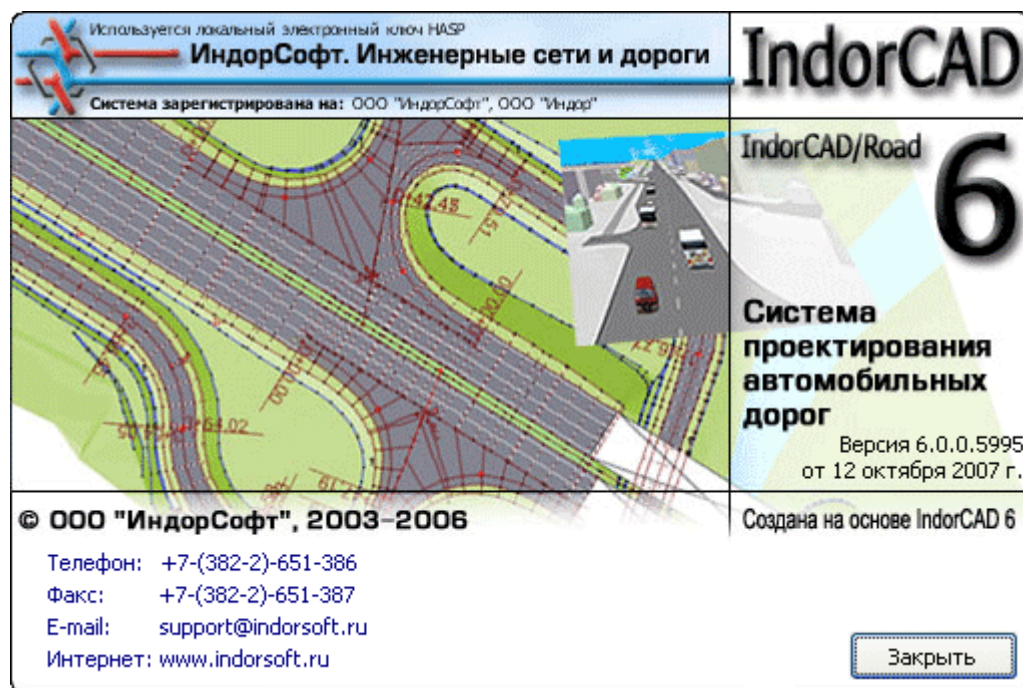 Используется локальный электронный ключ HASP
ИндорСофт. Инженерные сети и дороги
Система зарегистрирована на: ООО "ИндорСофт", ООО "Индор"
IndorCAD
IndorCAD/Road
6
Система
проектирования
автомобильных
дорог
Версия 6.0.0.5995
от 12 октября 2007 г.
Создана на основе IndorCAD 6
© ООО "ИндорСофт", 2003-2006
Телефон: +7-(382-2)-651-386
Факс: +7-(382-2)-651-387
E-mail: support@indorsoft.ru
Интернет: www.indorsoft.ru
Закрыть